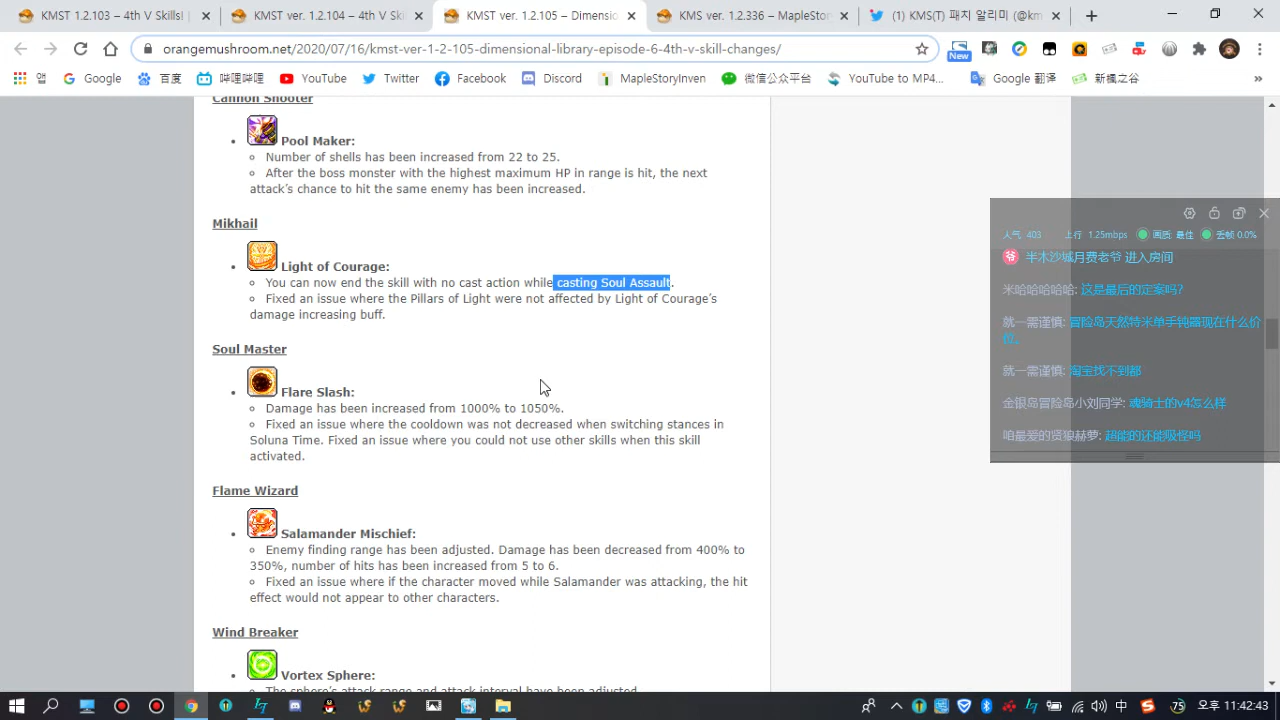 KMST 1.2.103 – 4th V Skills!
KMST ver. 1.2.104 – 4th V Sk
KMST ver. 1.2.105 – Dimensio
KMS ver. 1.2.336 – MapleStor
(1) KMS(T) 패치 알리미 (@km
orangemushroom.net/2020/07/16/kmst-ver-1-2-105-dimensional-library-episode-6-4th-v-skill-changes/
New
앱
Google
百度
哔哩哔哩
YouTube
Twitter
Facebook
Discord
MapleStoryInven
微信公众平台
YouTube to MP4...
Google 翻译
新楓之谷
»
Cannon Shooter
Pool Maker:
Number of shells has been increased from 22 to 25.
After the boss monster with the highest maximum HP in range is hit, the next
attack's chance to hit the same enemy has been increased.
Mikhail
Light of Courage:
You can now end the skill with no cast action while casting Soul Assault.
Fixed an issue where the Pillars of Light were not affected by Light of Courage's
damage increasing buff.
Soul Master
Flare Slash:
Damage has been increased from 1000% to 1050%.
Fixed an issue where the cooldown was not decreased when switching stances in
Soluna Time. Fixed an issue where you could not use other skills when this skill
activated.
Flame Wizard
Salamander Mischief:
Enemy finding range has been adjusted. Damage has been decreased from 400% to
350%, number of hits has been increased from 5 to 6.
Fixed an issue where if the character moved while Salamander was attacking, the hit
effect would not appear to other characters.
Wind Breaker
Vortex Sphere:
The sphere's attack range and attack interval have been adjusted.
人气 403 上行 1.25mbps 画质 最佳 丢帧 0.0%
爷 半木沙城月费老爷 进入房间
米哈哈哈哈哈: 这是最后的定案吗?
就一需谨慎: 冒险岛天然特米单手钝器现在什么价
位。
就一需谨慎: 淘宝找不到都
金银岛冒险岛小刘同学: 魂骑士的v4怎么样
咱最爱的贤狼赫萝: 超能的还能吸怪吗
中
75
오후 11:42:43